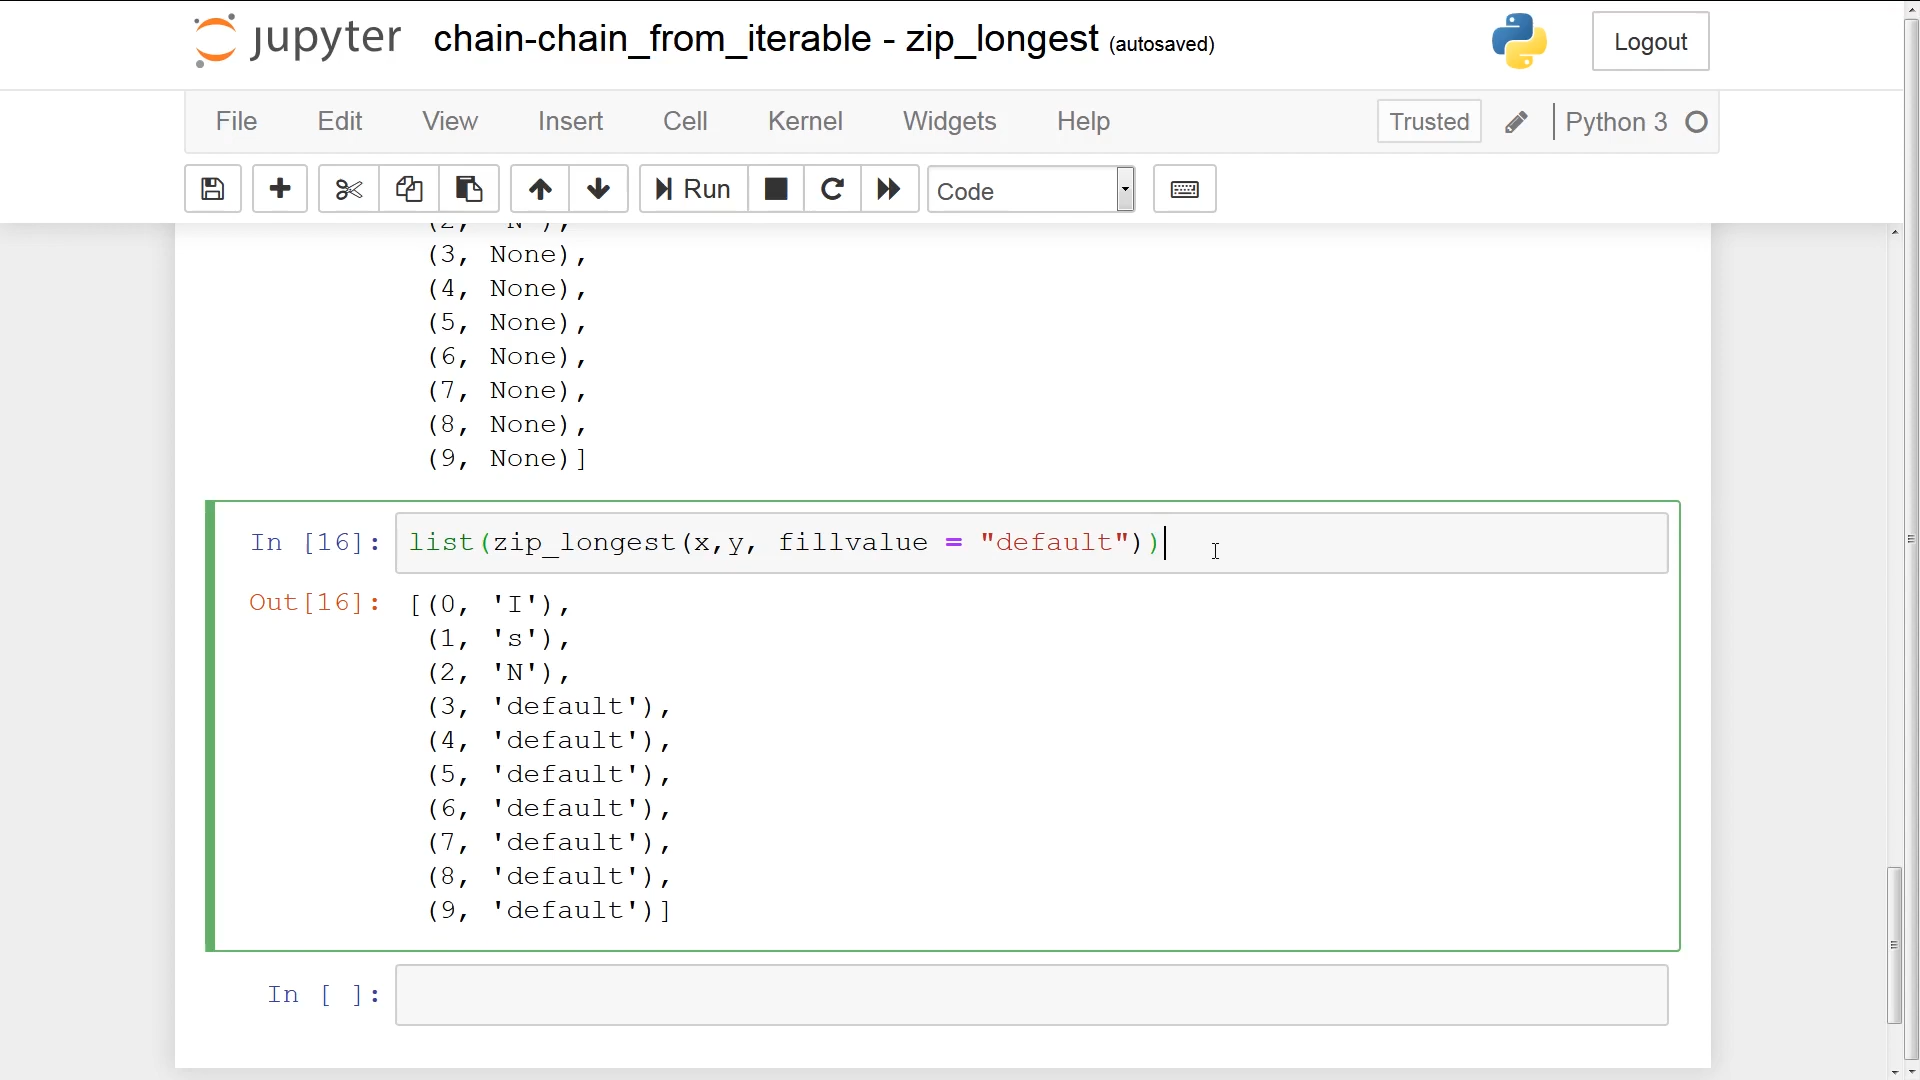 jupyter chain-chain_from_iterable - zip_longest (autosaved) Logout
File Edit View Insert Cell Kernel Widgets Help Trusted Python 3
Run Code
(2, 'N'),
(3, None),
(4, None),
(5, None),
(6, None),
(7, None),
(8, None),
(9, None)]
In [16]: list(zip_longest(x,y, fillvalue = "default"))
Out[16]: [(0, 'I'),
(1, 's'),
(2, 'N'),
(3, 'default'),
(4, 'default'),
(5, 'default'),
(6, 'default'),
(7, 'default'),
(8, 'default'),
(9, 'default')]
In [ ]: